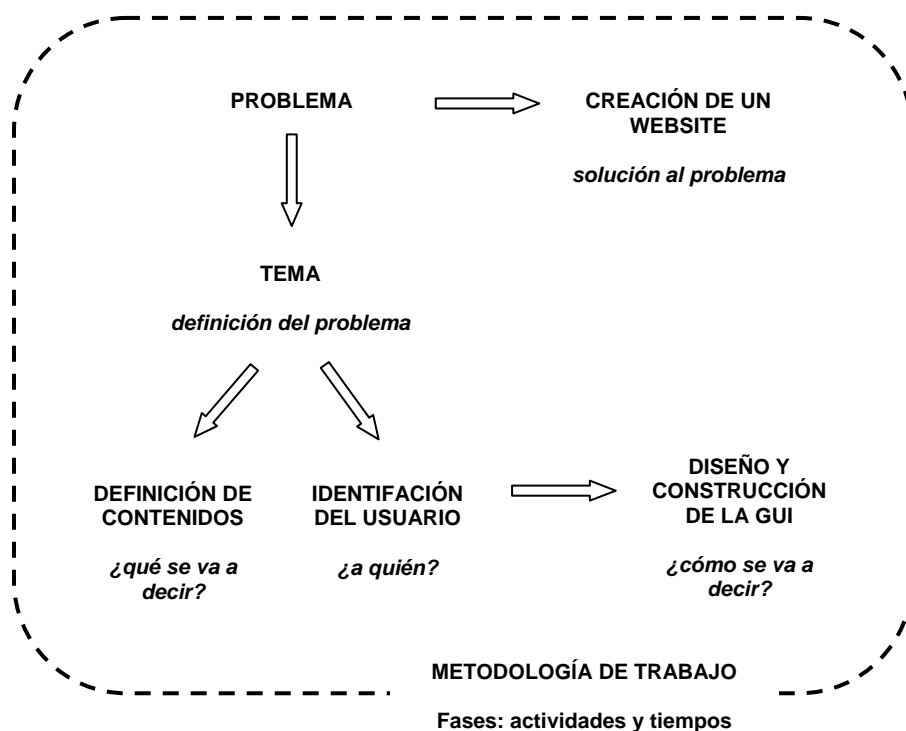 PROBLEMA
CREACIÓN DE UN
WEBSITE
solución al problema
TEMA
definición del problema
DEFINICIÓN DE
CONTENIDOS
¿qué se va a
decir?
IDENTIFACIÓN
DEL USUARIO
¿a quién?
DISEÑO Y
CONSTRUCCIÓN
DE LA GUI
¿cómo se va a
decir?
METODOLOGÍA DE TRABAJO
Fases: actividades y tiempos